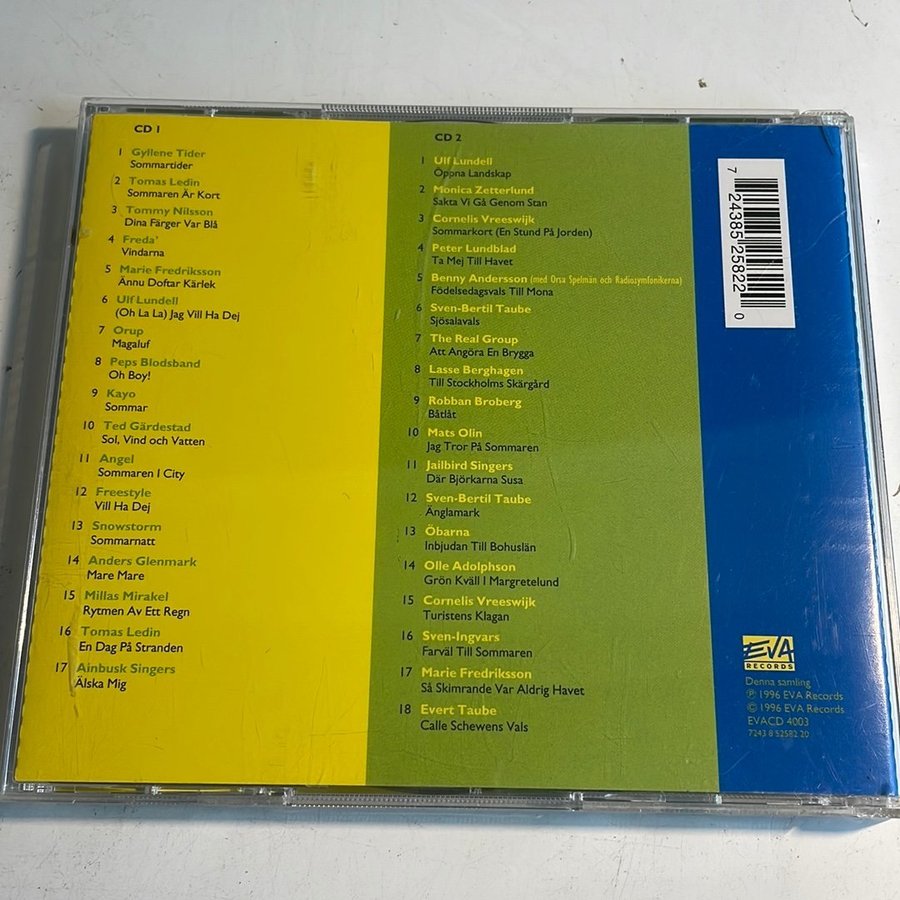 CD 1
1 Gyllene Tider
Sommartider
2 Tomas Ledin
Sommaren Är Kort
3 Tommy Nilsson
Dina Färger Var Blå
4 Freda'
Vindarna
5 Marie Fredriksson
Ännu Doftar Kärlek
6 Ulf Lundell
(Oh La La) Jag Vill Ha Dej
7 Orup
Magaluf
8 Peps Blodsband
Oh Boy!
9 Kayo
Sommar
10 Ted Gärdestad
Sol, Vind och Vatten
11 Angel
Sommaren I City
12 Freestyle
Vill Ha Dej
13 Snowstorm
Sommarnatt
14 Anders Glenmark
Mare Mare
15 Millas Mirakel
Rytmen Av Ett Regn
16 Tomas Ledin
En Dag På Stranden
17 Ainbusk Singers
Älska Mig
CD 2
1 Ulf Lundell
Öppna Landskap
2 Monica Zetterlund
Sakta Vi Gå Genom Stan
3 Cornelis Vreeswijk
Sommarkort (En Stund På Jorden)
4 Peter Lundblad
Ta Mej Till Havet
5 Benny Andersson (med Orsa Spelmän och Radiosymfonikerna)
Födelsedagsvals Till Mona
6 Sven-Bertil Taube
Sjösalavals
7 The Real Group
Att Angöra En Brygga
8 Lasse Berghagen
Till Stockholms Skärgård
9 Robban Broberg
Båtlåt
10 Mats Olin
Jag Tror På Sommaren
11 Jailbird Singers
Där Björkarna Susa
12 Sven-Bertil Taube
Änglamark
13 Öbarna
Inbjudan Till Bohuslän
14 Olle Adolphson
Grön Kväll I Margretelund
15 Cornelis Vreeswijk
Turistens Klagan
16 Sven-Ingvars
Farväl Till Sommaren
17 Marie Fredriksson
Så Skimrande Var Aldrig Havet
18 Evert Taube
Calle Schewens Vals
7 24385 25822 0
EVA
RECORDS
Denna samling
℗ 1996 EVA Records
© 1996 EVA Records
EVACD 4003
7243 8 52582 20